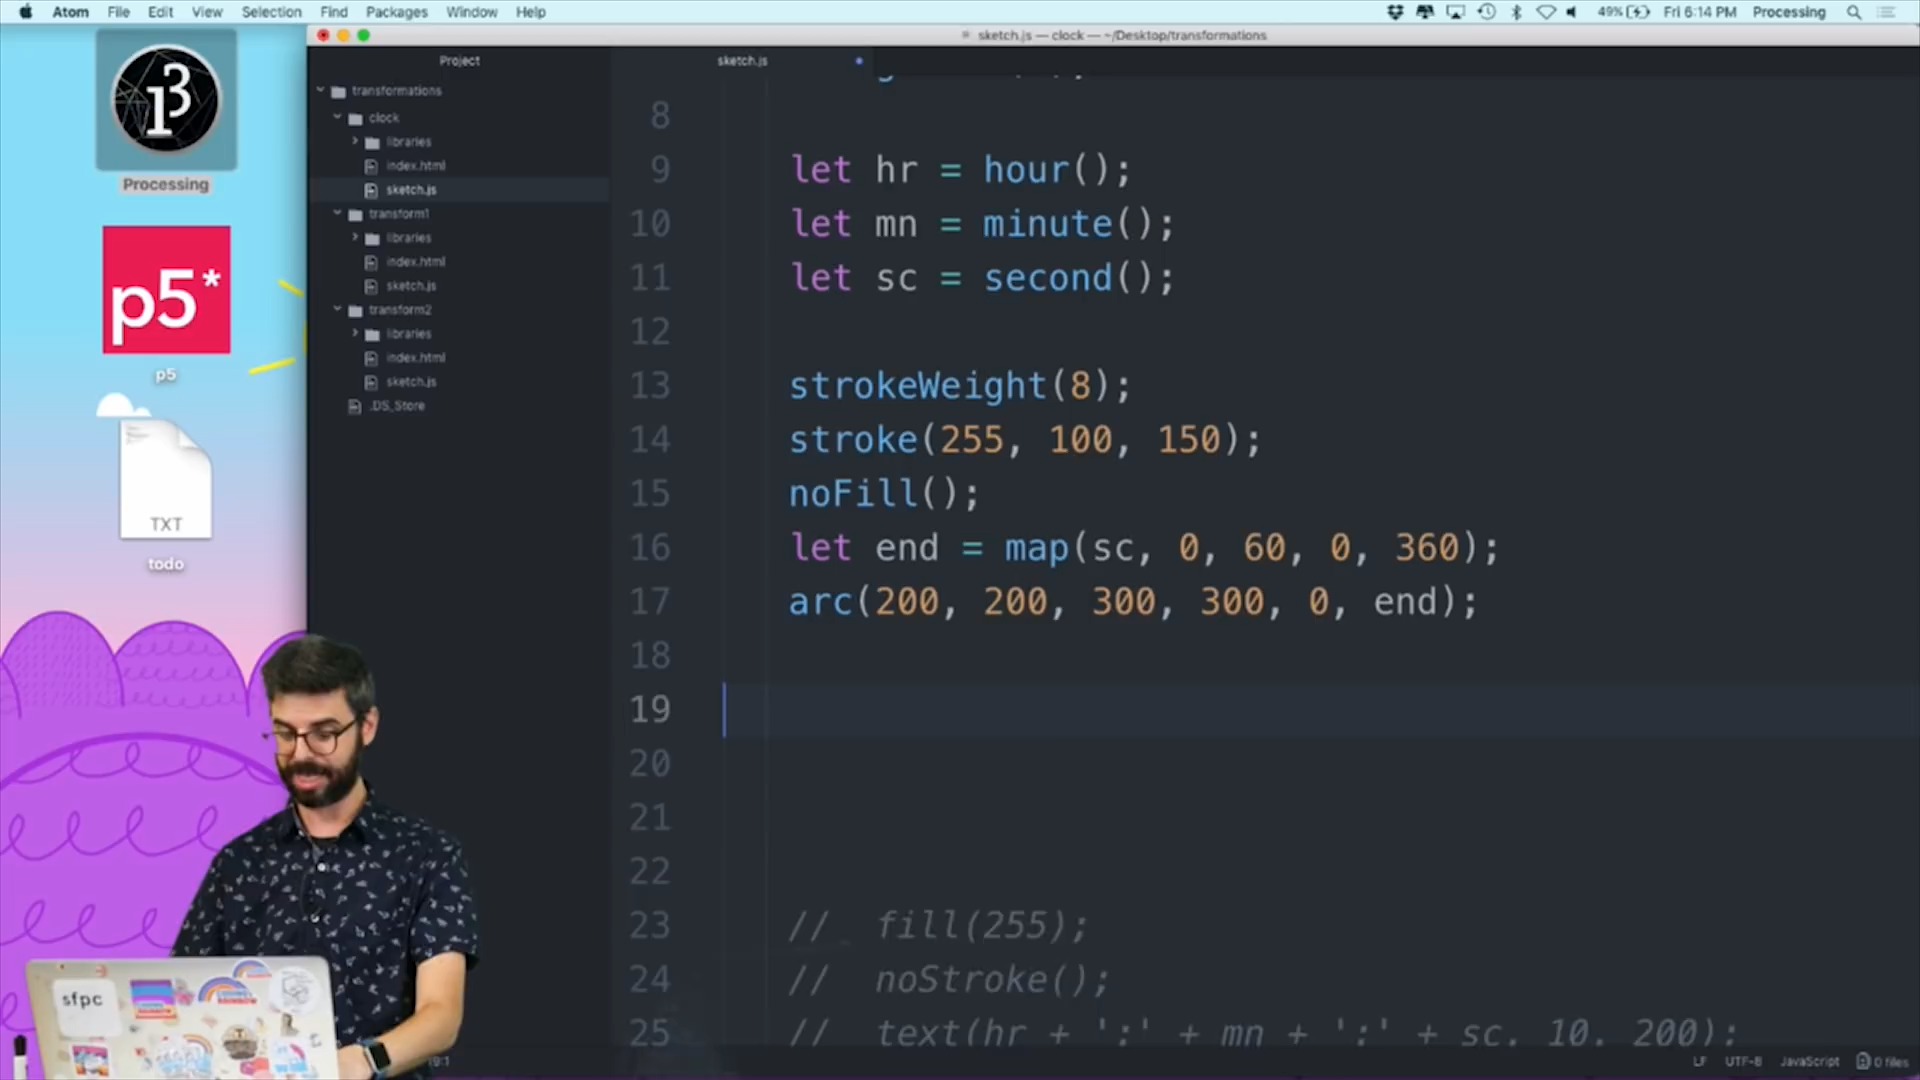 Atom File Edit View Selection Find Packages Window Help 49% Fri 6:14 PM Processing
sketch.js — clock — ~/Desktop/transformations
Project
sketch.js
transformations
clock
libraries
index.html
sketch.js
transform1
libraries
index.html
sketch.js
transform2
libraries
index.html
sketch.js
.DS_Store
Processing
p5*
p5
TXT
todo
8
9 let hr = hour();
10 let mn = minute();
11 let sc = second();
12
13 strokeWeight(8);
14 stroke(255, 100, 150);
15 noFill();
16 let end = map(sc, 0, 60, 0, 360);
17 arc(200, 200, 300, 300, 0, end);
18
19
20
21
22
23 // fill(255);
24 // noStroke();
25 // text(hr + ':' + mn + ':' + sc, 10, 200);
sfpc
LF UTF-8 JavaScript 0 files